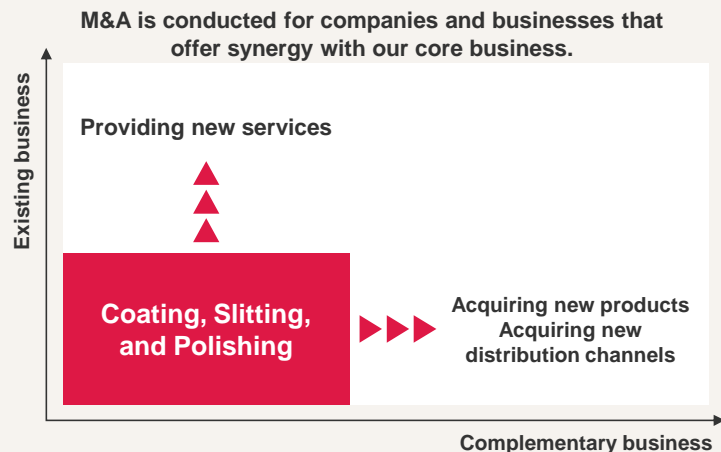 M&A is conducted for companies and businesses that
offer synergy with our core business.
Existing business
Providing new services
Coating, Slitting,
and Polishing
Acquiring new products
Acquiring new
distribution channels
Complementary business